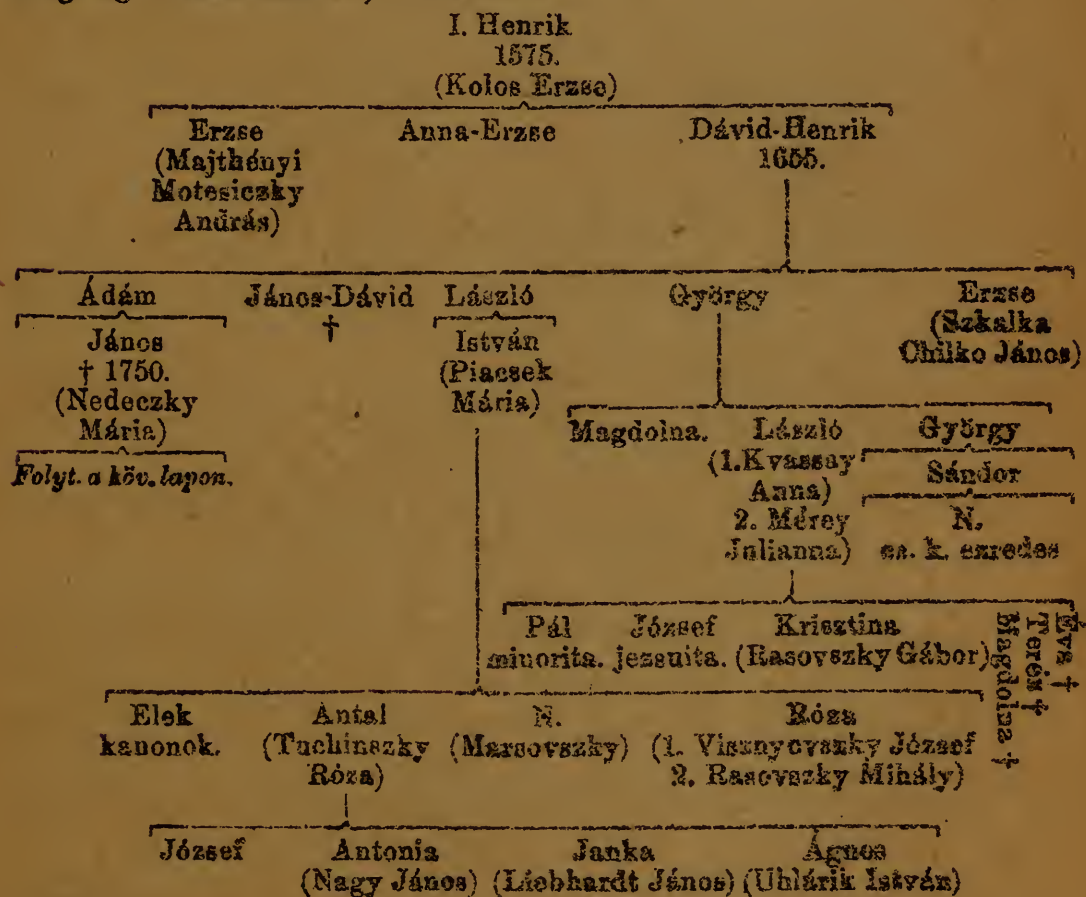 I. Henrik
1575.
(Kolos Erzse)
Erzse
(Majthényi
Motesiczky
András)
Anna-Erzse
Dávid-Henrik
1655.
Ádám
János
† 1750.
(Nedeczky
Mária)
Folyt. a köv. lapon.
János-Dávid
†
László
István
(Piacsek
Mária)
György
Erzse
(Szkalka
Chilko János)
Magdolna.
László
(1. Kvassay
Anna)
2. Mérey
Julianna)
György
Sándor
N.
cs. k. ezredes
Pál
minorita.
József
jezsuita.
Krisztina
(Rasovszky Gábor)
Éva †
Teréz †
Magdolna †
Elek
kanonok.
Antal
(Tuchinszky
Róza)
N.
(Marsovszky)
Róza
(1. Visznyovszky József
2. Rasovszky Mihály)
József
Antonia
(Nagy János)
Janka
(Liebhardt János)
Ágnes
(Uhlárik István)